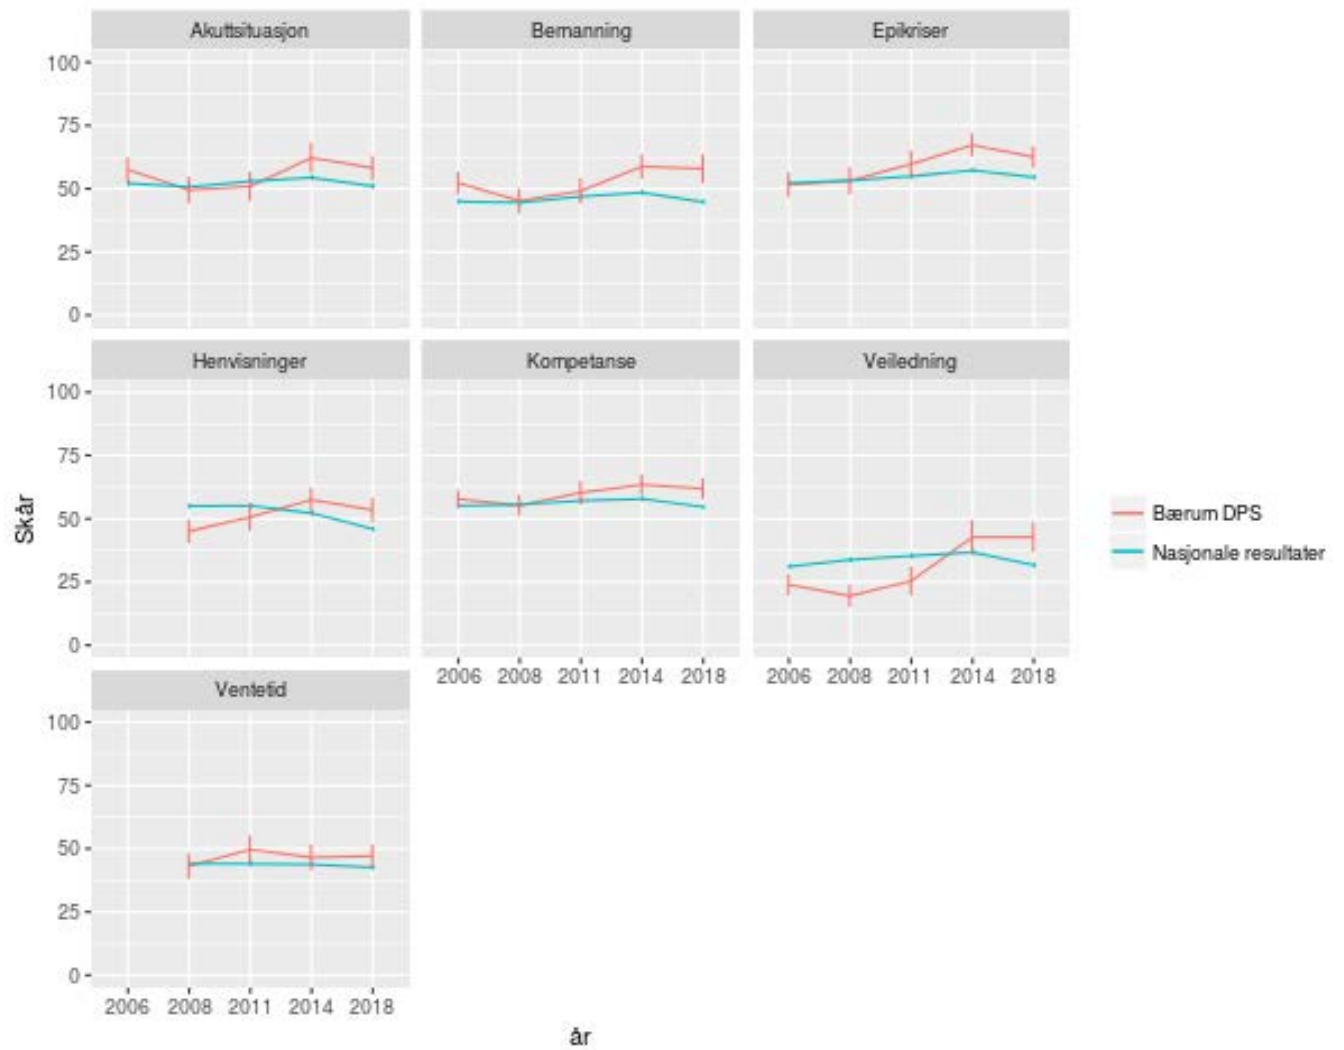 Akuttsituasjon Bemanning Epikriser
100
75
50
25
0
Henvisninger Kompetanse Veiledning
100
75
50
25
0
Skår
Bærum DPS
Nasjonale resultater
2006 2008 2011 2014 2018 2006 2008 2011 2014 2018
Ventetid
100
75
50
25
0
2006 2008 2011 2014 2018
år